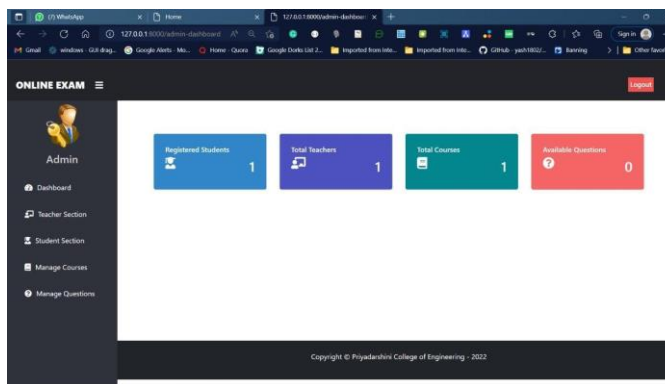 (7) WhatsApp
Home
127.0.0.1:8000/admin-dashboard
127.0.0.1:8000/admin-dashboard
Sign in
Gmail
windows - GUI drag...
Google Alerts - Mo...
Home - Quora
Google Dorks List 2...
Imported from Inte...
Imported from Inte...
GitHub - yash1802/...
Banning
Other favor
ONLINE EXAM
Logout
Admin
Dashboard
Teacher Section
Student Section
Manage Courses
Manage Questions
Registered Students
1
Total Teachers
1
Total Courses
1
Available Questions
0
Copyright © Priyadarshini College of Engineering - 2022